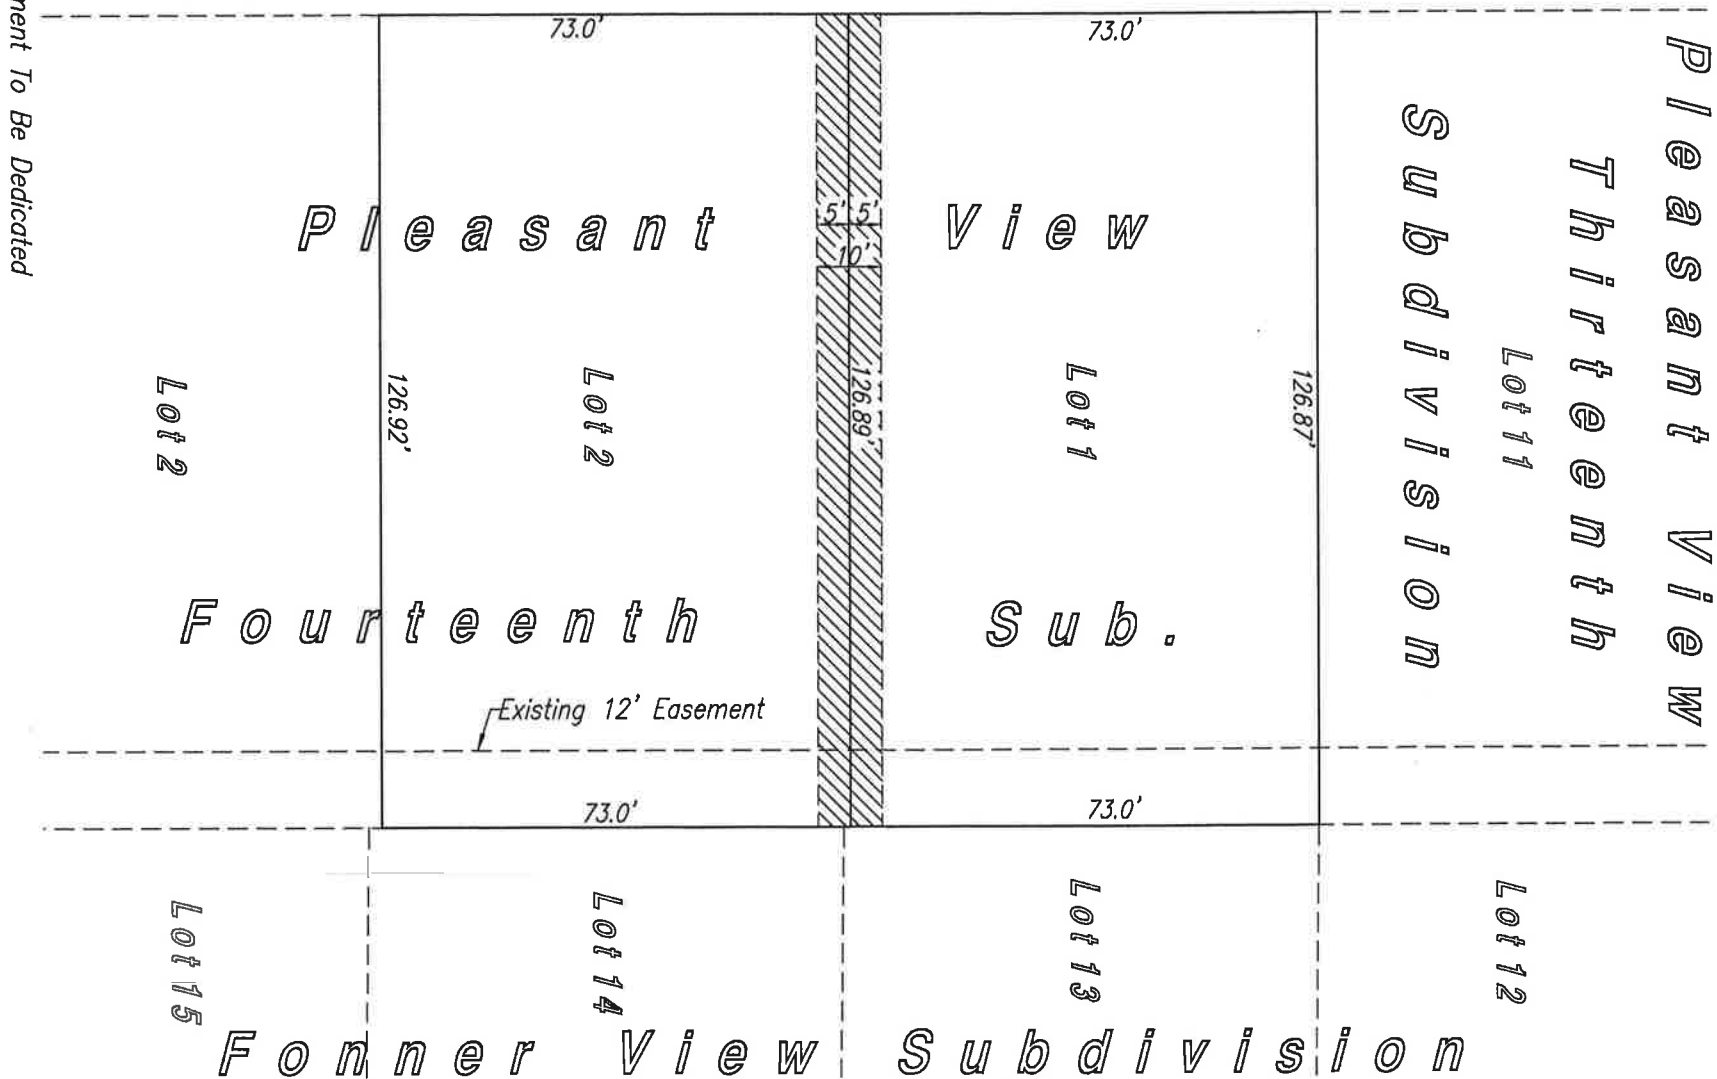 ment To Be Dedicated
73.0'
73.0'
Pleasant View
5' 5'
10'
Lot 2
126.92'
Lot 2
126.89'
Lot 1
126.87'
Lot 11
Pleasant View
Thirteenth
Subdivision
Fourteenth Sub.
Existing 12' Easement
73.0'
73.0'
Lot 15
Lot 14
Lot 13
Lot 12
Fonner View Subdivision